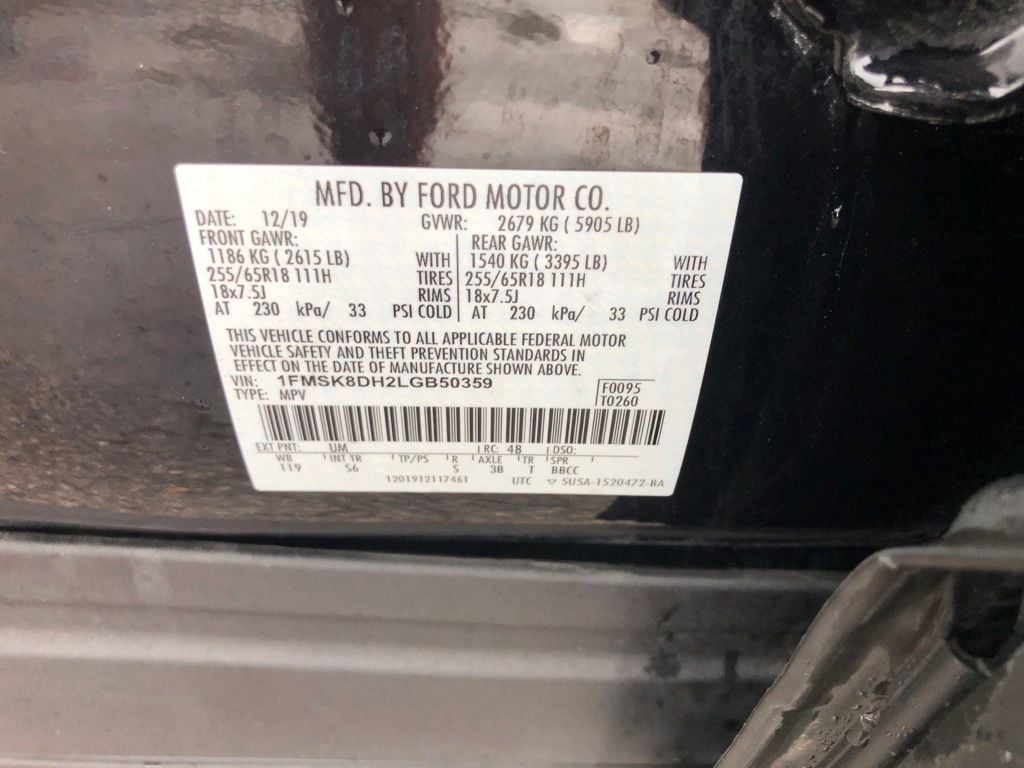 MFD. BY FORD MOTOR CO.
DATE: 12/19 GVWR: 2679 KG ( 5905 LB)
FRONT GAWR: REAR GAWR:
1186 KG ( 2615 LB) WITH 1540 KG ( 3395 LB) WITH
255/65R18 111H TIRES 255/65R18 111H TIRES
18x7.5J RIMS 18x7.5J RIMS
AT 230 kPa/ 33 PSI COLD AT 230 kPa/ 33 PSI COLD
THIS VEHICLE CONFORMS TO ALL APPLICABLE FEDERAL MOTOR
VEHICLE SAFETY AND THEFT PREVENTION STANDARDS IN
EFFECT ON THE DATE OF MANUFACTURE SHOWN ABOVE.
VIN: 1FMSK8DH2LGB50359 F0095
TYPE: MPV T0260
EXT PNT: UM RC: 48 DSO:
WB INT TR TP/PS R AXLE TR SPR
119 S6 S 3B T BBCC
1201912117461 UTC ▽ 5U5A-1520472-BA